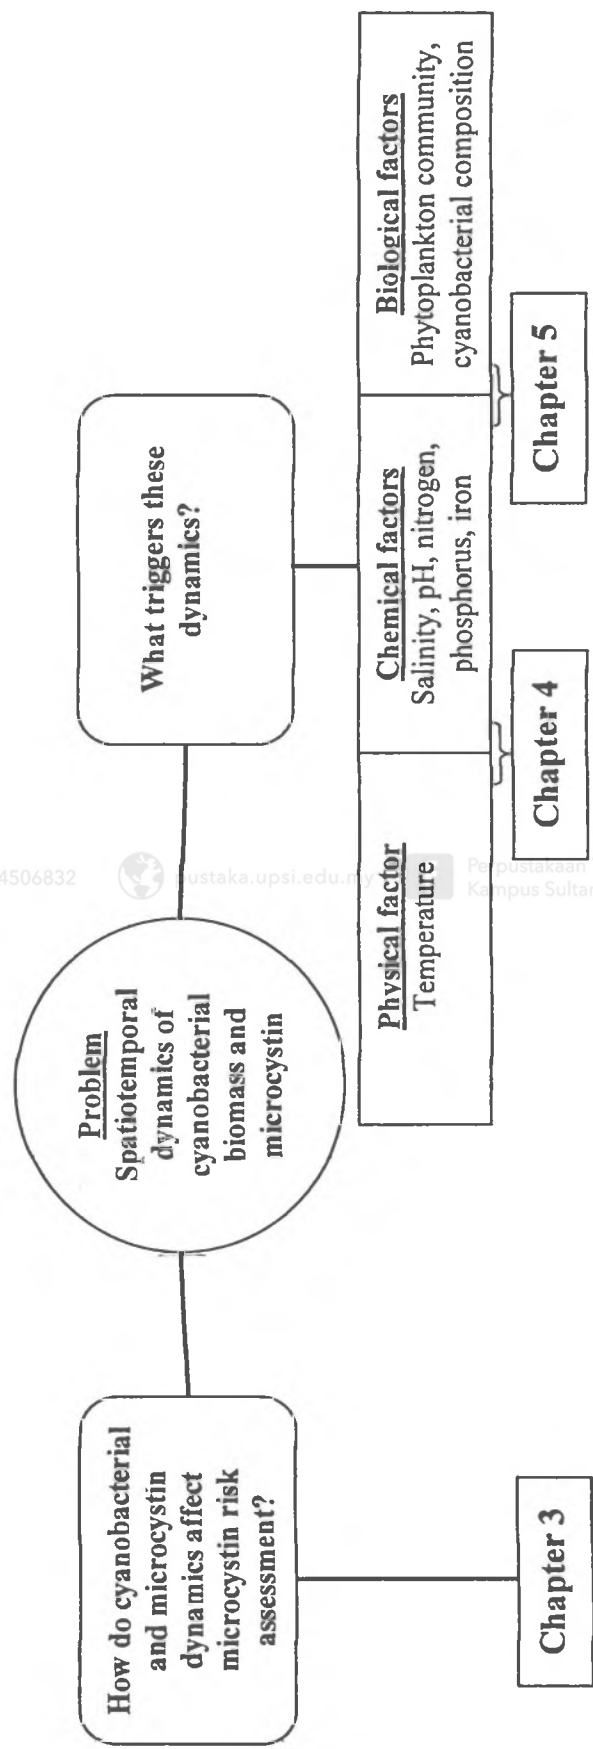 How do cyanobacterial
and microcystin
dynamics affect
microcystin risk
assessment?
Chapter 3
Problem
Spatiotemporal
dynamics of
cyanobacterial
biomass and
microcystin
What triggers these
dynamics?
Physical factor
Temperature
Chemical factors
Salinity, pH, nitrogen,
phosphorus, iron
Biological factors
Phytoplankton community,
cyanobacterial composition
Chapter 4
Chapter 5
4506832
pustaka.upsi.edu.my
Perpustakaan
Kampus Sultan